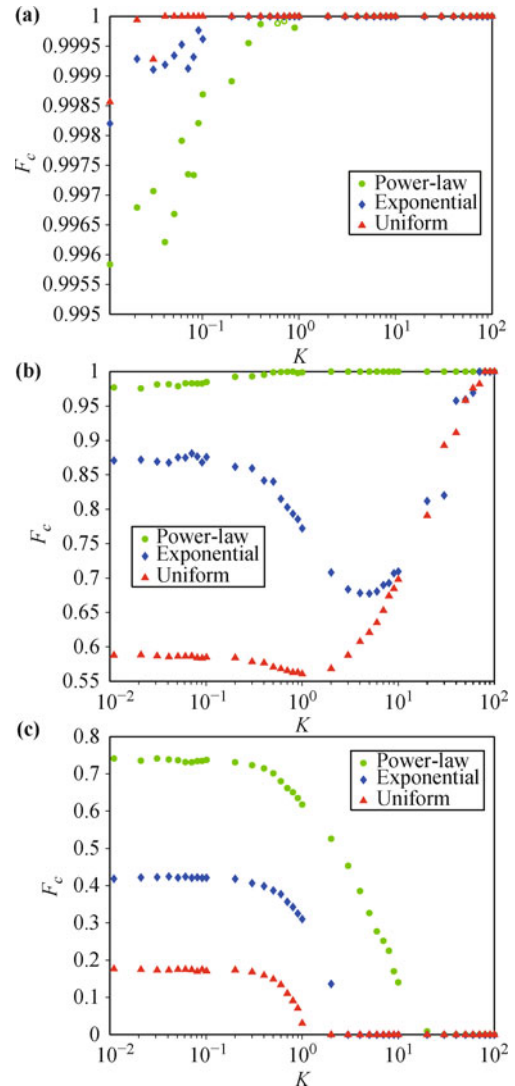 (a)
1
0.9995
0.999
0.9985
0.998
0.9975
0.997
0.9965
0.996
0.9955
0.995
F_c
Power-law
Exponential
Uniform
10^-1 10^0 10^1 10^2
K
(b)
1
0.95
0.9
0.85
0.8
0.75
0.7
0.65
0.6
0.55
F_c
Power-law
Exponential
Uniform
10^-2 10^-1 10^0 10^1 10^2
K
(c)
0.8
0.7
0.6
0.5
0.4
0.3
0.2
0.1
0
F_c
Power-law
Exponential
Uniform
10^-2 10^-1 10^0 10^1 10^2
K